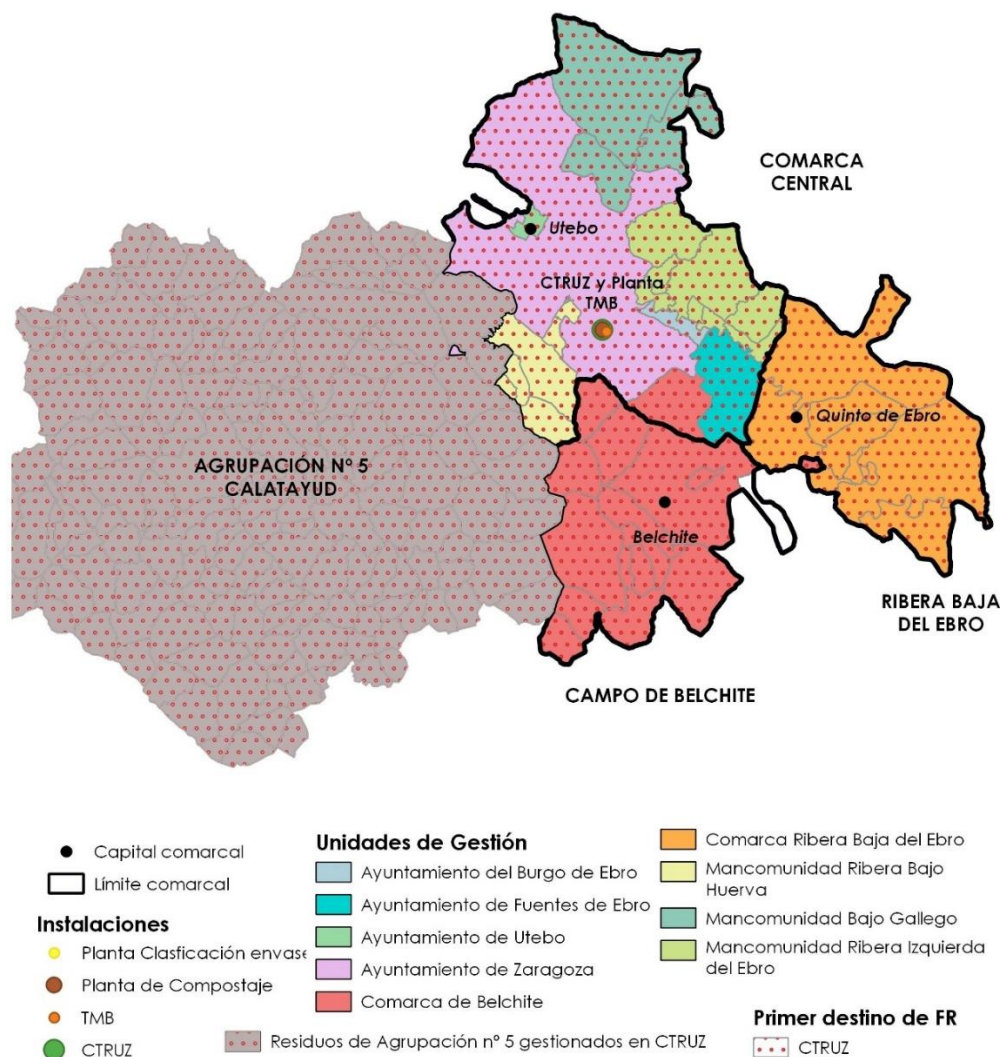 COMARCA
CENTRAL
Utebo
CTRUZ y Planta
TMB
Quinto de Ebro
AGRUPACIÓN Nº 5
CALATAYUD
Belchite
RIBERA BAJA
DEL EBRO
CAMPO DE BELCHITE
Capital comarcal
Límite comarcal
Instalaciones
Planta Clasificación envase
Planta de Compostaje
TMB
CTRUZ
Unidades de Gestión
Ayuntamiento del Burgo de Ebro
Ayuntamiento de Fuentes de Ebro
Ayuntamiento de Utebo
Ayuntamiento de Zaragoza
Comarca de Belchite
Residuos de Agrupación nº 5 gestionados en CTRUZ
Comarca Ribera Baja del Ebro
Mancomunidad Ribera Bajo
Huerva
Mancomunidad Bajo Gallego
Mancomunidad Ribera Izquierda
del Ebro
Primer destino de FR
CTRUZ